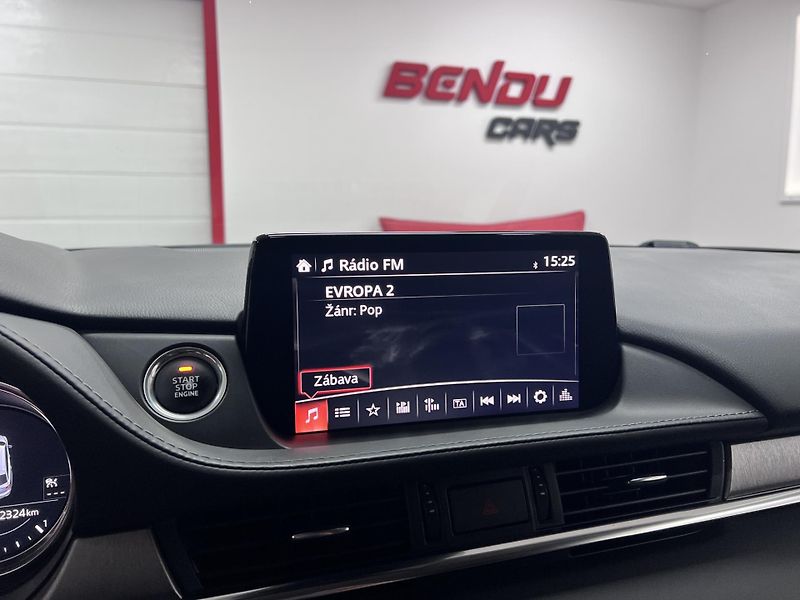 BENDU
CARS
Rádio FM
15:25
EVROPA 2
Žánr: Pop
Zábava
TA
START
STOP
ENGINE
2324km